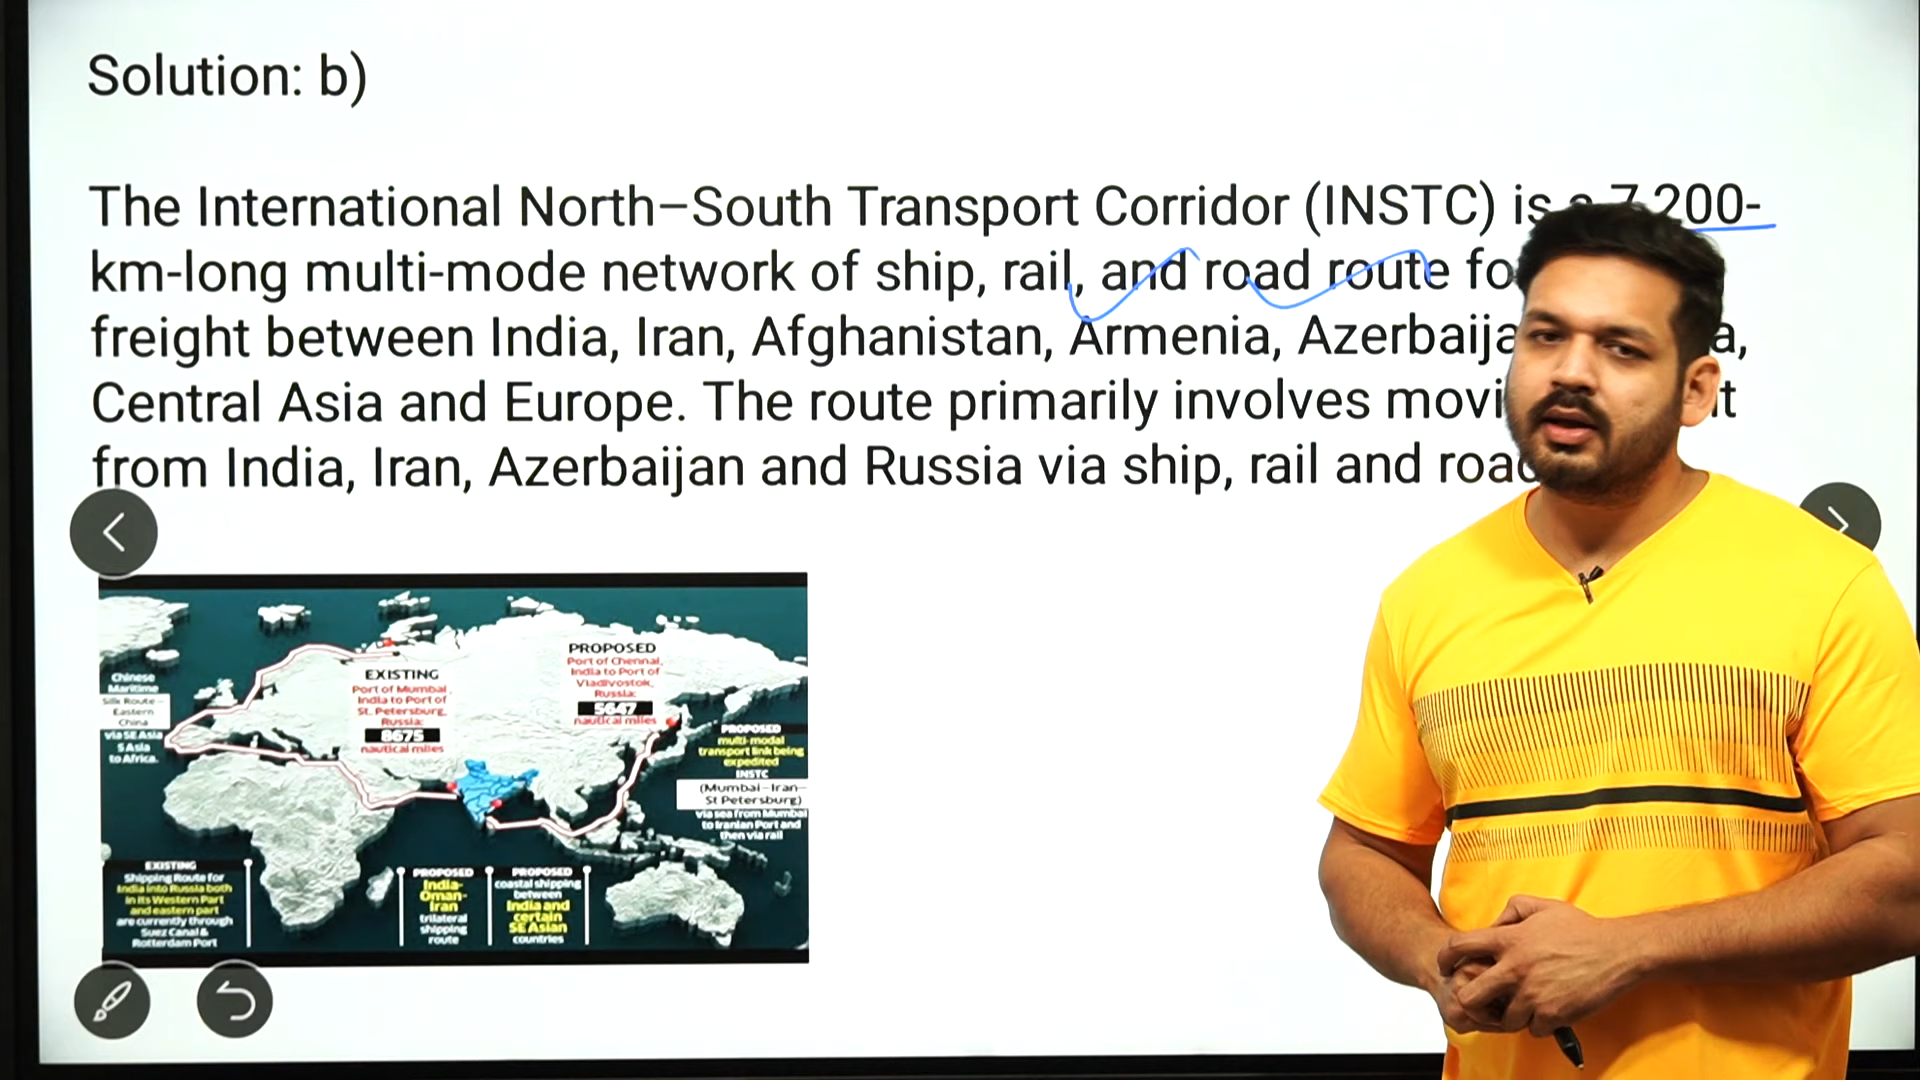 Solution: b)
The International North–South Transport Corridor (INSTC) is a 7,200-
km-long multi-mode network of ship, rail, and road route fo
freight between India, Iran, Afghanistan, Armenia, Azerbaija a,
Central Asia and Europe. The route primarily involves movi t
from India, Iran, Azerbaijan and Russia via ship, rail and road
EXISTING
Port of Mumbai,
India to Port of
St. Petersburg,
Russia:
8675
nautical miles
PROPOSED
Port of Chennai,
India to Port of
Vladivostok,
Russia:
5647
nautical miles
Chinese
Maritime
Silk Route –
Eastern
China
via SE Asia
S Asia
to Africa.
PROPOSED
multi-modal
transport link being
expedited
INSTC
(Mumbai–Iran–
St Petersburg)
via sea from Mumbai
to Iranian Port and
then via rail
EXISTING
Shipping Route for
India into Russia both
in its Western Part
and eastern part
are currently through
Suez Canal &
Rotterdam Port
PROPOSED
India-
Oman-
Iran
trilateral
shipping
route
PROPOSED
coastal shipping
between
India and
certain
SE Asian
countries